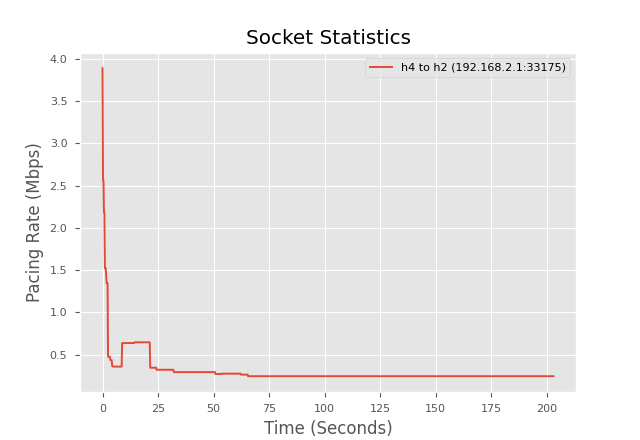 Socket Statistics
h4 to h2 (192.168.2.1:33175)
4.0
3.5
3.0
2.5
2.0
1.5
1.0
0.5
Pacing Rate (Mbps)
0 25 50 75 100 125 150 175 200
Time (Seconds)